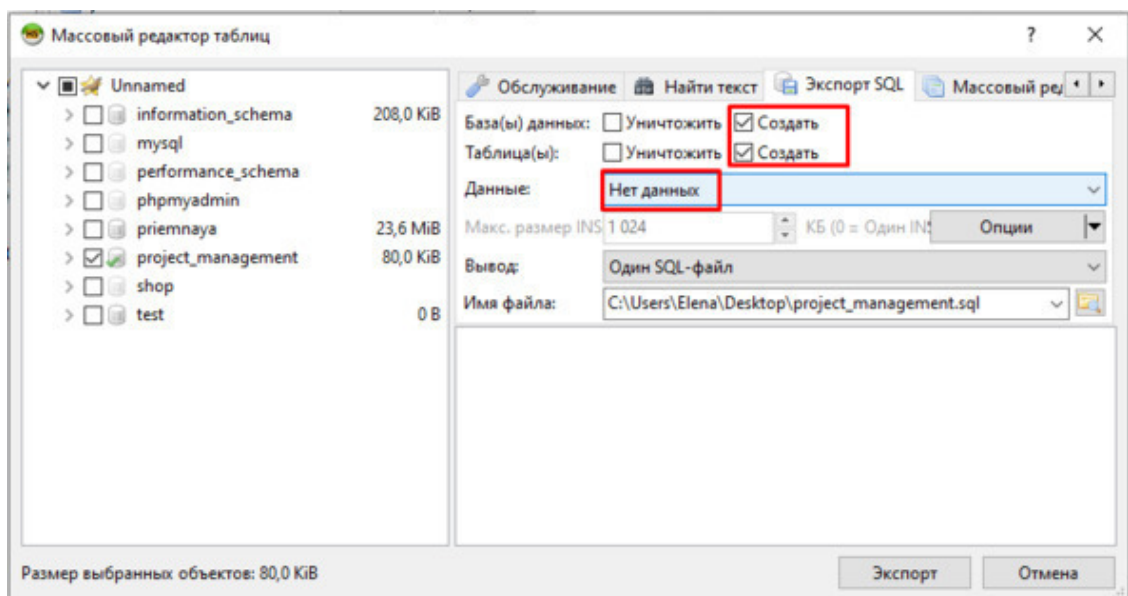 Массовый редактор таблиц
Unnamed
information_schema 208,0 KiB
mysql
performance_schema
phpmyadmin
priemnaya 23,6 MiB
project_management 80,0 KiB
shop
test 0 B
Обслуживание Найти текст Экспорт SQL Массовый ред
База(ы) данных: Уничтожить Создать
Таблица(ы): Уничтожить Создать
Данные: Нет данных
Макс. размер INS 1 024 КБ (0 = Один INS Опции
Вывод: Один SQL-файл
Имя файла: C:\Users\Elena\Desktop\project_management.sql
Размер выбранных объектов: 80,0 KiB Экспорт Отмена